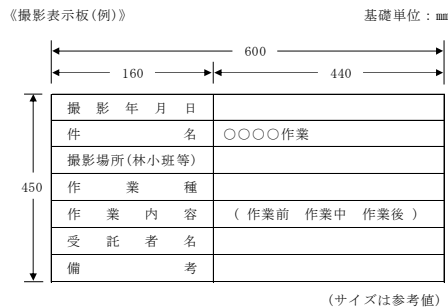 《撮影表示板(例)》 基礎単位：㎜
600
160 440
撮影年月日
件名 ○○○○作業
撮影場所(林小班等)
450 作業種
作業内容 ( 作業前 作業中 作業後 )
受託者名
備考
(サイズは参考値)